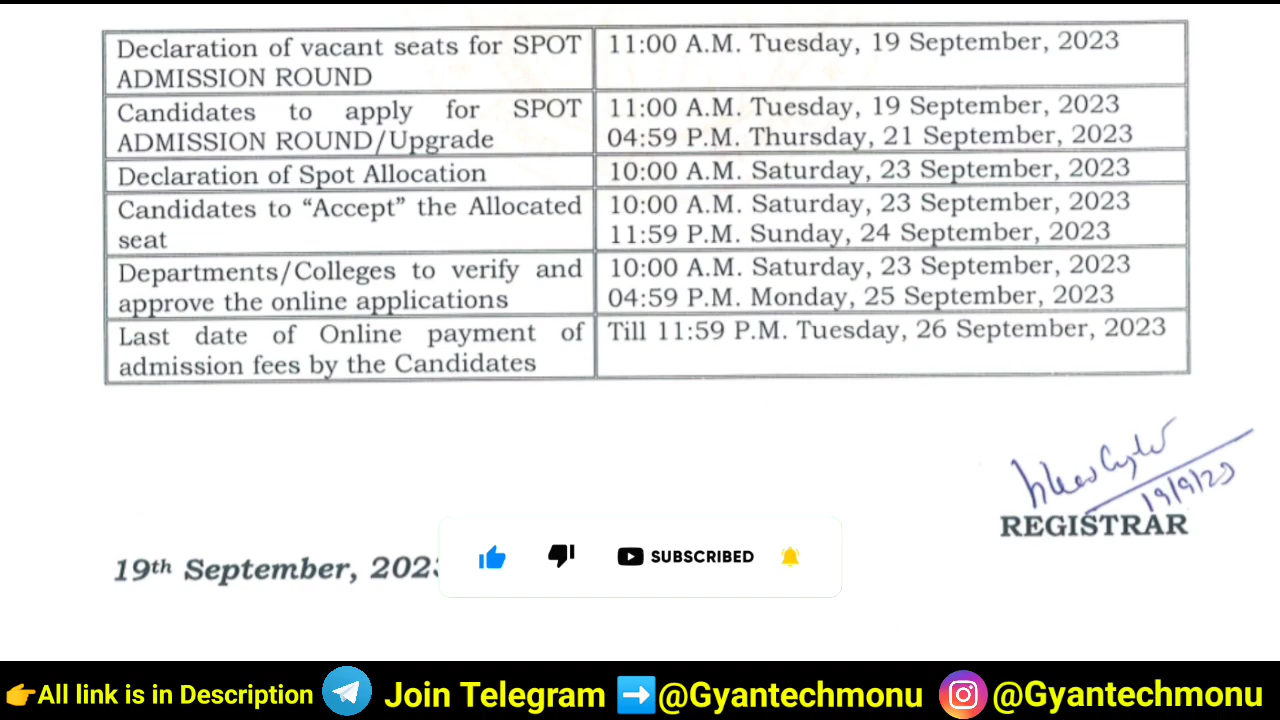 Declaration of vacant seats for SPOT
ADMISSION ROUND
11:00 A.M. Tuesday, 19 September, 2023
Candidates to apply for SPOT
ADMISSION ROUND/Upgrade
11:00 A.M. Tuesday, 19 September, 2023
04:59 P.M. Thursday, 21 September, 2023
Declaration of Spot Allocation
10:00 A.M. Saturday, 23 September, 2023
Candidates to “Accept” the Allocated
seat
10:00 A.M. Saturday, 23 September, 2023
11:59 P.M. Sunday, 24 September, 2023
Departments/Colleges to verify and
approve the online applications
10:00 A.M. Saturday, 23 September, 2023
04:59 P.M. Monday, 25 September, 2023
Last date of Online payment of
admission fees by the Candidates
Till 11:59 P.M. Tuesday, 26 September, 2023
19/9/23
REGISTRAR
19th September, 2023
SUBSCRIBED
All link is in Description
Join Telegram
@Gyantechmonu
@Gyantechmonu